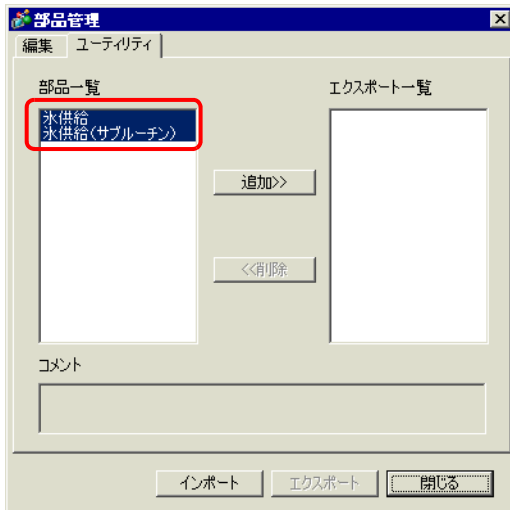 部品管理
編集 ユーティリティ
部品一覧 エクスポート一覧
氷供給
氷供給(サブルーチン)
追加>>
<<削除
コメント
インポート エクスポート 閉じる